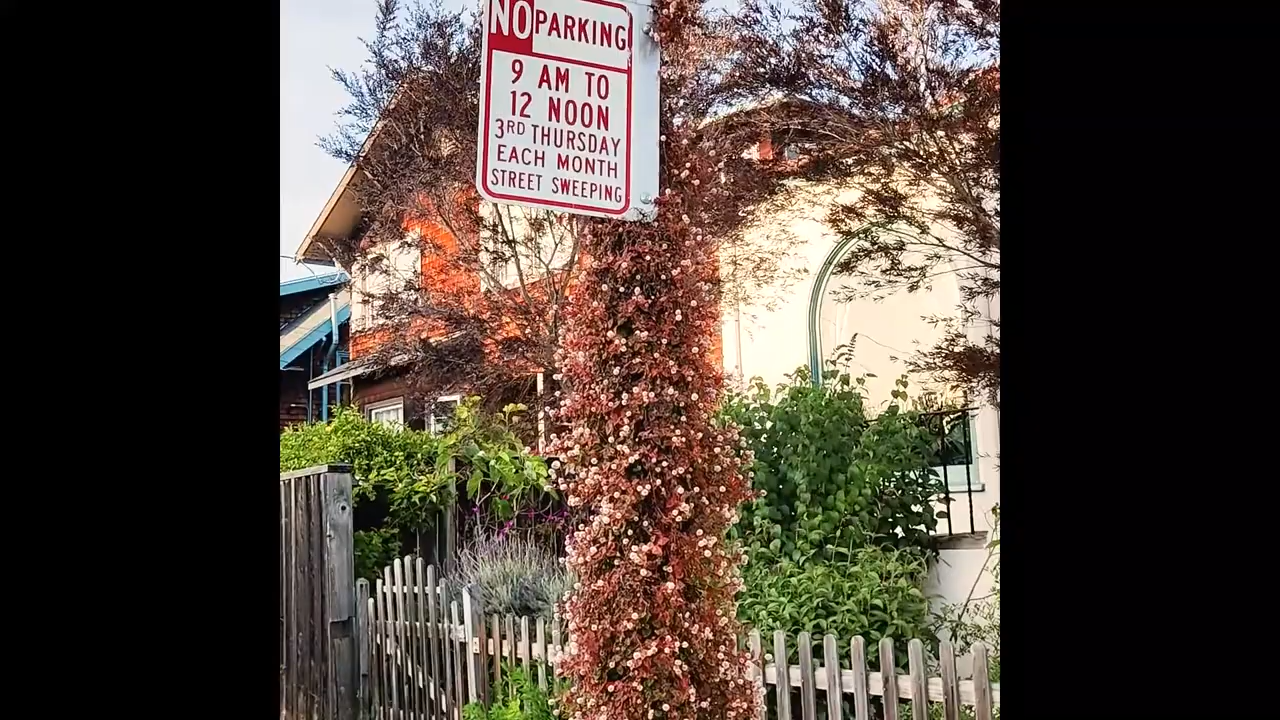 NO PARKING
9 AM TO
12 NOON
3RD THURSDAY
EACH MONTH
STREET SWEEPING